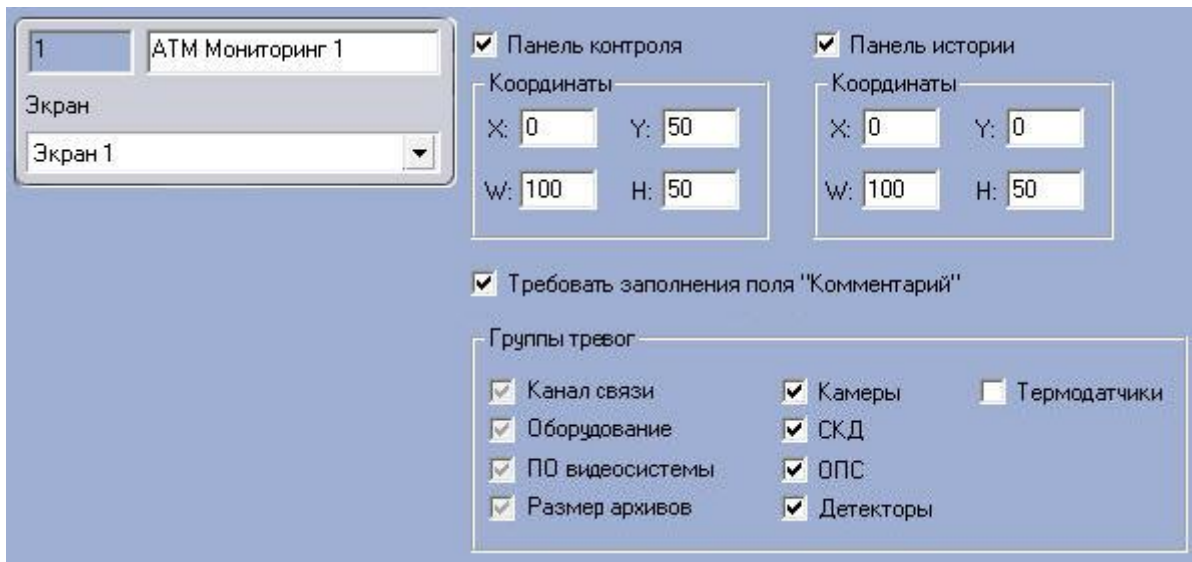 1 АТМ Мониторинг 1
Экран
Экран 1
Панель контроля
Координаты
X: 0 Y: 50
W: 100 H: 50
Панель истории
Координаты
X: 0 Y: 0
W: 100 H: 50
Требовать заполнения поля "Комментарий"
Группы тревог
Канал связи Камеры Термодатчики
Оборудование СКД
ПО видеосистемы ОПС
Размер архивов Детекторы